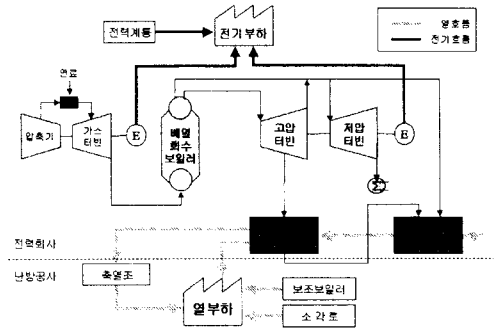 전력계통
전기부하
열흐름
전기흐름
연료
압축기
가스
터빈
E
배열
회수
보일러
고압
터빈
저압
터빈
E
전력회사
난방공사
축열조
열부하
보조보일러
소각로